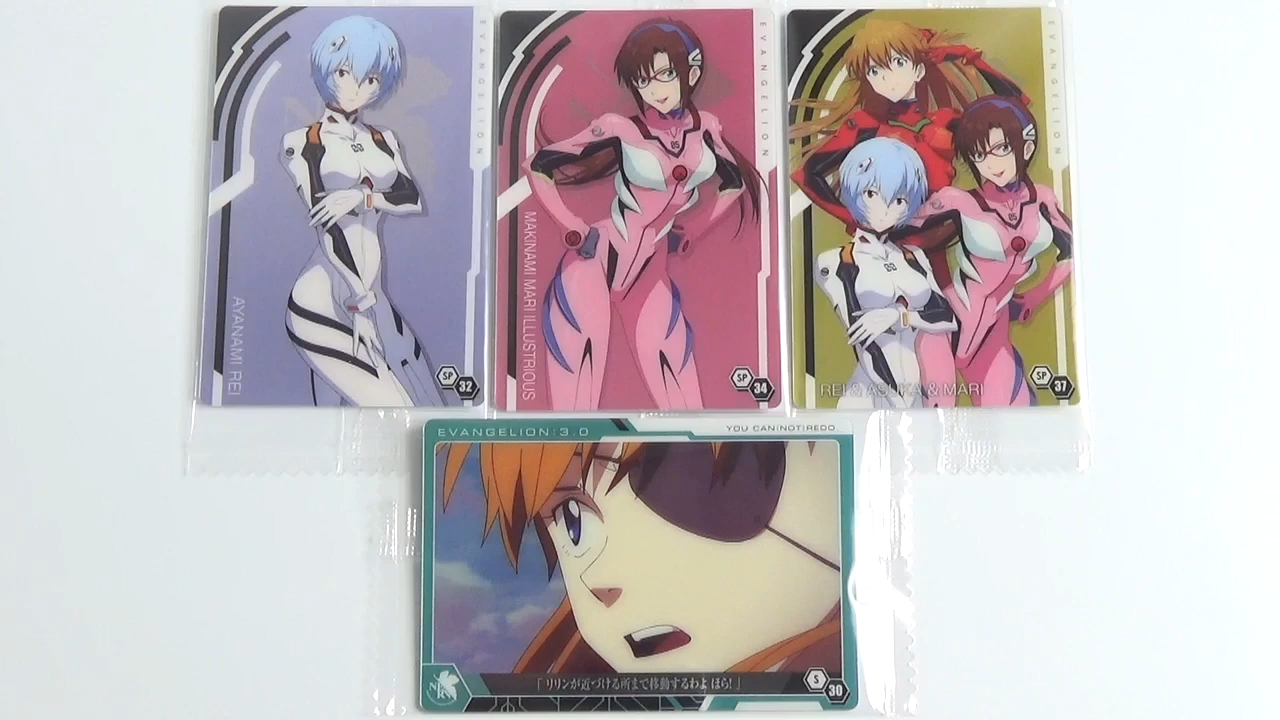 EVANGELION
AYANAMI REI
SP
32
EVANGELION
MAKINAMI MARI ILLUSTRIOUS
SP
34
EVANGELION
REI & ASUKA & MARI
SP
37
EVANGELION:3.0
YOU CAN(NOT)REDO.
「リリンが近づける所まで移動するわよ ほら!」
S
30